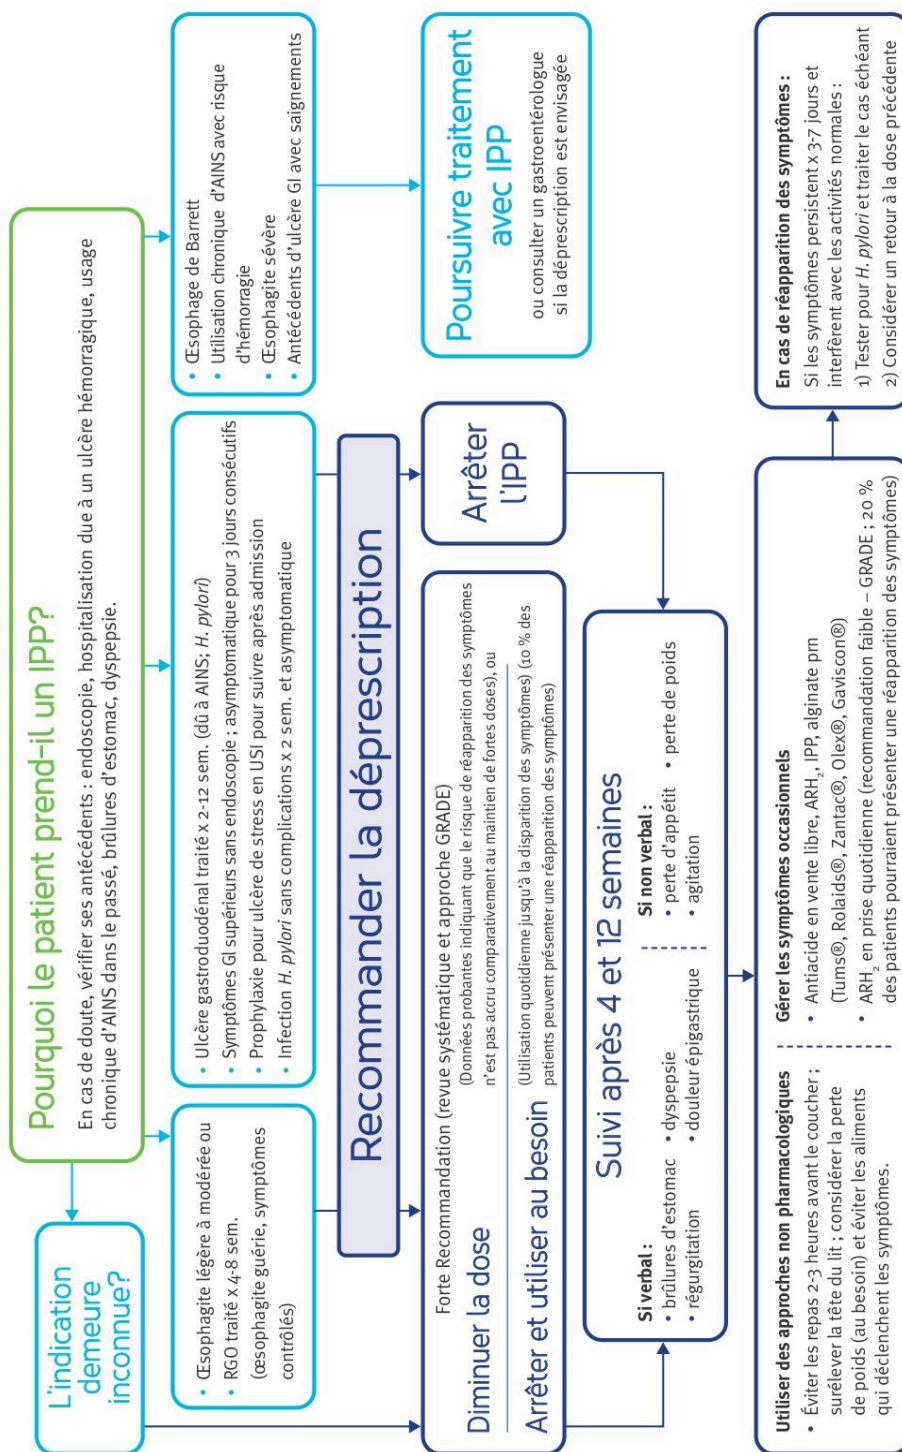 Pourquoi le patient prend-il un IPP?
En cas de doute, vérifier ses antécédents : endoscopie, hospitalisation due à un ulcère hémorragique, usage
chronique d'AINS dans le passé, brûlures d'estomac, dyspepsie.
L'indication
demeure
inconnue?
• Œsophagite légère à modérée ou
• RGO traité x 4-8 sem.
(œsophagite guérie, symptômes
contrôlés)
• Ulcère gastroduodénal traité x 2-12 sem. (dû à AINS; H. pylori)
• Symptômes GI supérieurs sans endoscopie ; asymptomatique pour 3 jours consécutifs
• Prophylaxie pour ulcère de stress en USI pour suivre après admission
• Infection H. pylori sans complications x 2 sem. et asymptomatique
• Œsophage de Barrett
• Utilisation chronique d'AINS avec risque
d'hémorragie
• Œsophagite sévère
• Antécédents d'ulcère GI avec saignements
Recommander la déprescription
Forte Recommandation (revue systématique et approche GRADE)
Diminuer la dose
(Données probantes indiquant que le risque de réapparition des symptômes
n'est pas accru comparativement au maintien de fortes doses), ou
Arrêter et utiliser au besoin
(Utilisation quotidienne jusqu'à la disparition des symptômes) (10 % des
patients peuvent présenter une réapparition des symptômes)
Arrêter
l'IPP
Poursuivre traitement
avec IPP
ou consulter un gastroentérologue
si la déprescription est envisagée
Suivi après 4 et 12 semaines
Si verbal :
• brûlures d'estomac
• dyspepsie
• régurgitation
• douleur épigastrique
Si non verbal :
• perte d'appétit
• perte de poids
• agitation
Utiliser des approches non pharmacologiques
• Éviter les repas 2-3 heures avant le coucher ;
surélever la tête du lit ; considérer la perte
de poids (au besoin) et éviter les aliments
qui déclenchent les symptômes.
Gérer les symptômes occasionnels
• Antiacide en vente libre, ARH₂, IPP, alginate prn
(Tums®, Rolaids®, Zantac®, Olex®, Gaviscon®)
• ARH₂ en prise quotidienne (recommandation faible – GRADE ; 20 %
des patients pourraient présenter une réapparition des symptômes)
En cas de réapparition des symptômes :
Si les symptômes persistent x 3-7 jours et
interfèrent avec les activités normales :
1) Tester pour H. pylori et traiter le cas échéant
2) Considérer un retour à la dose précédente